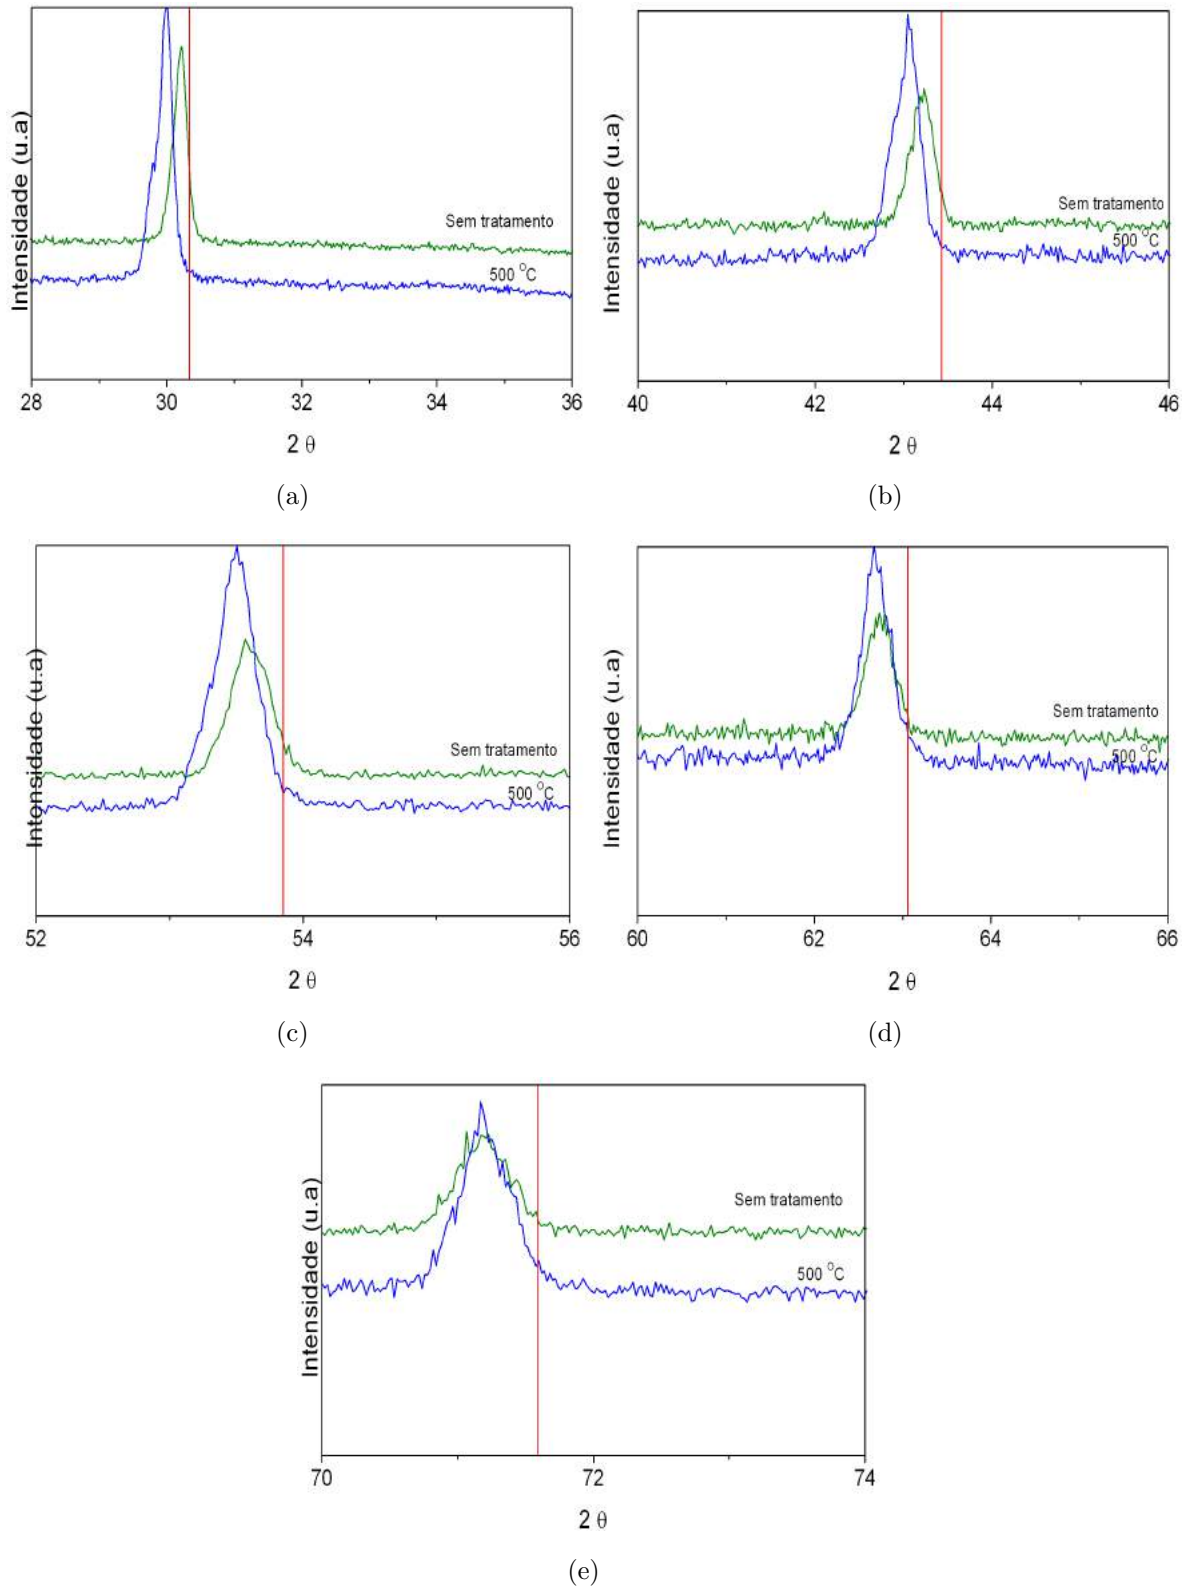 Intensidade (u.a)
Sem tratamento
500 °C
28 30 32 34 36
2 θ
(a)
Intensidade (u.a)
Sem tratamento
500 °C
40 42 44 46
2 θ
(b)
Intensidade (u.a)
Sem tratamento
500 °C
52 54 56
2 θ
(c)
Intensidade (u.a)
Sem tratamento
500 °C
60 62 64 66
2 θ
(d)
Intensidade (u.a)
Sem tratamento
500 °C
70 72 74
2 θ
(e)